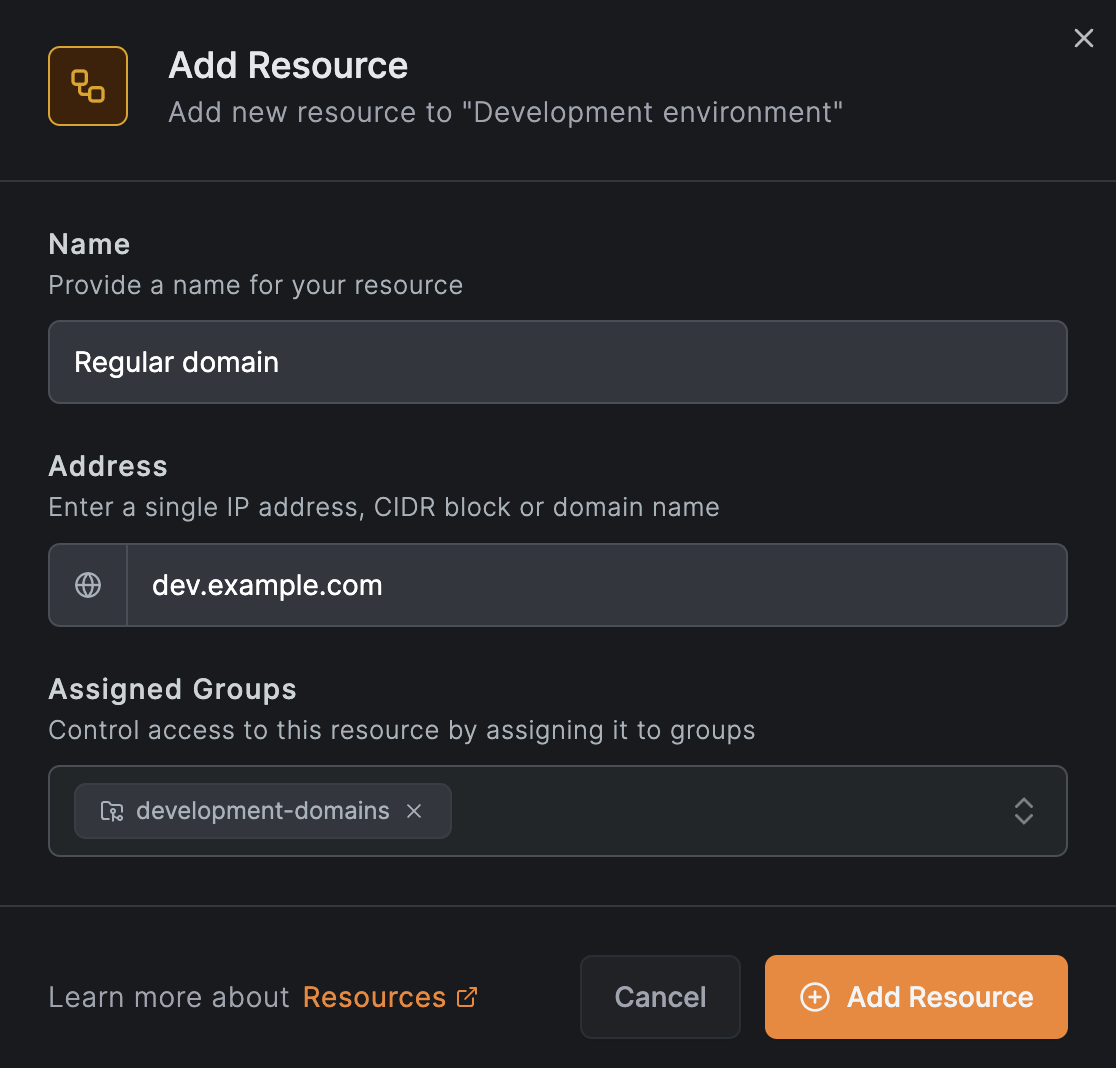 Add Resource
Add new resource to "Development environment"
Name
Provide a name for your resource
Regular domain
Address
Enter a single IP address, CIDR block or domain name
dev.example.com
Assigned Groups
Control access to this resource by assigning it to groups
development-domains
Learn more about Resources
Cancel
Add Resource